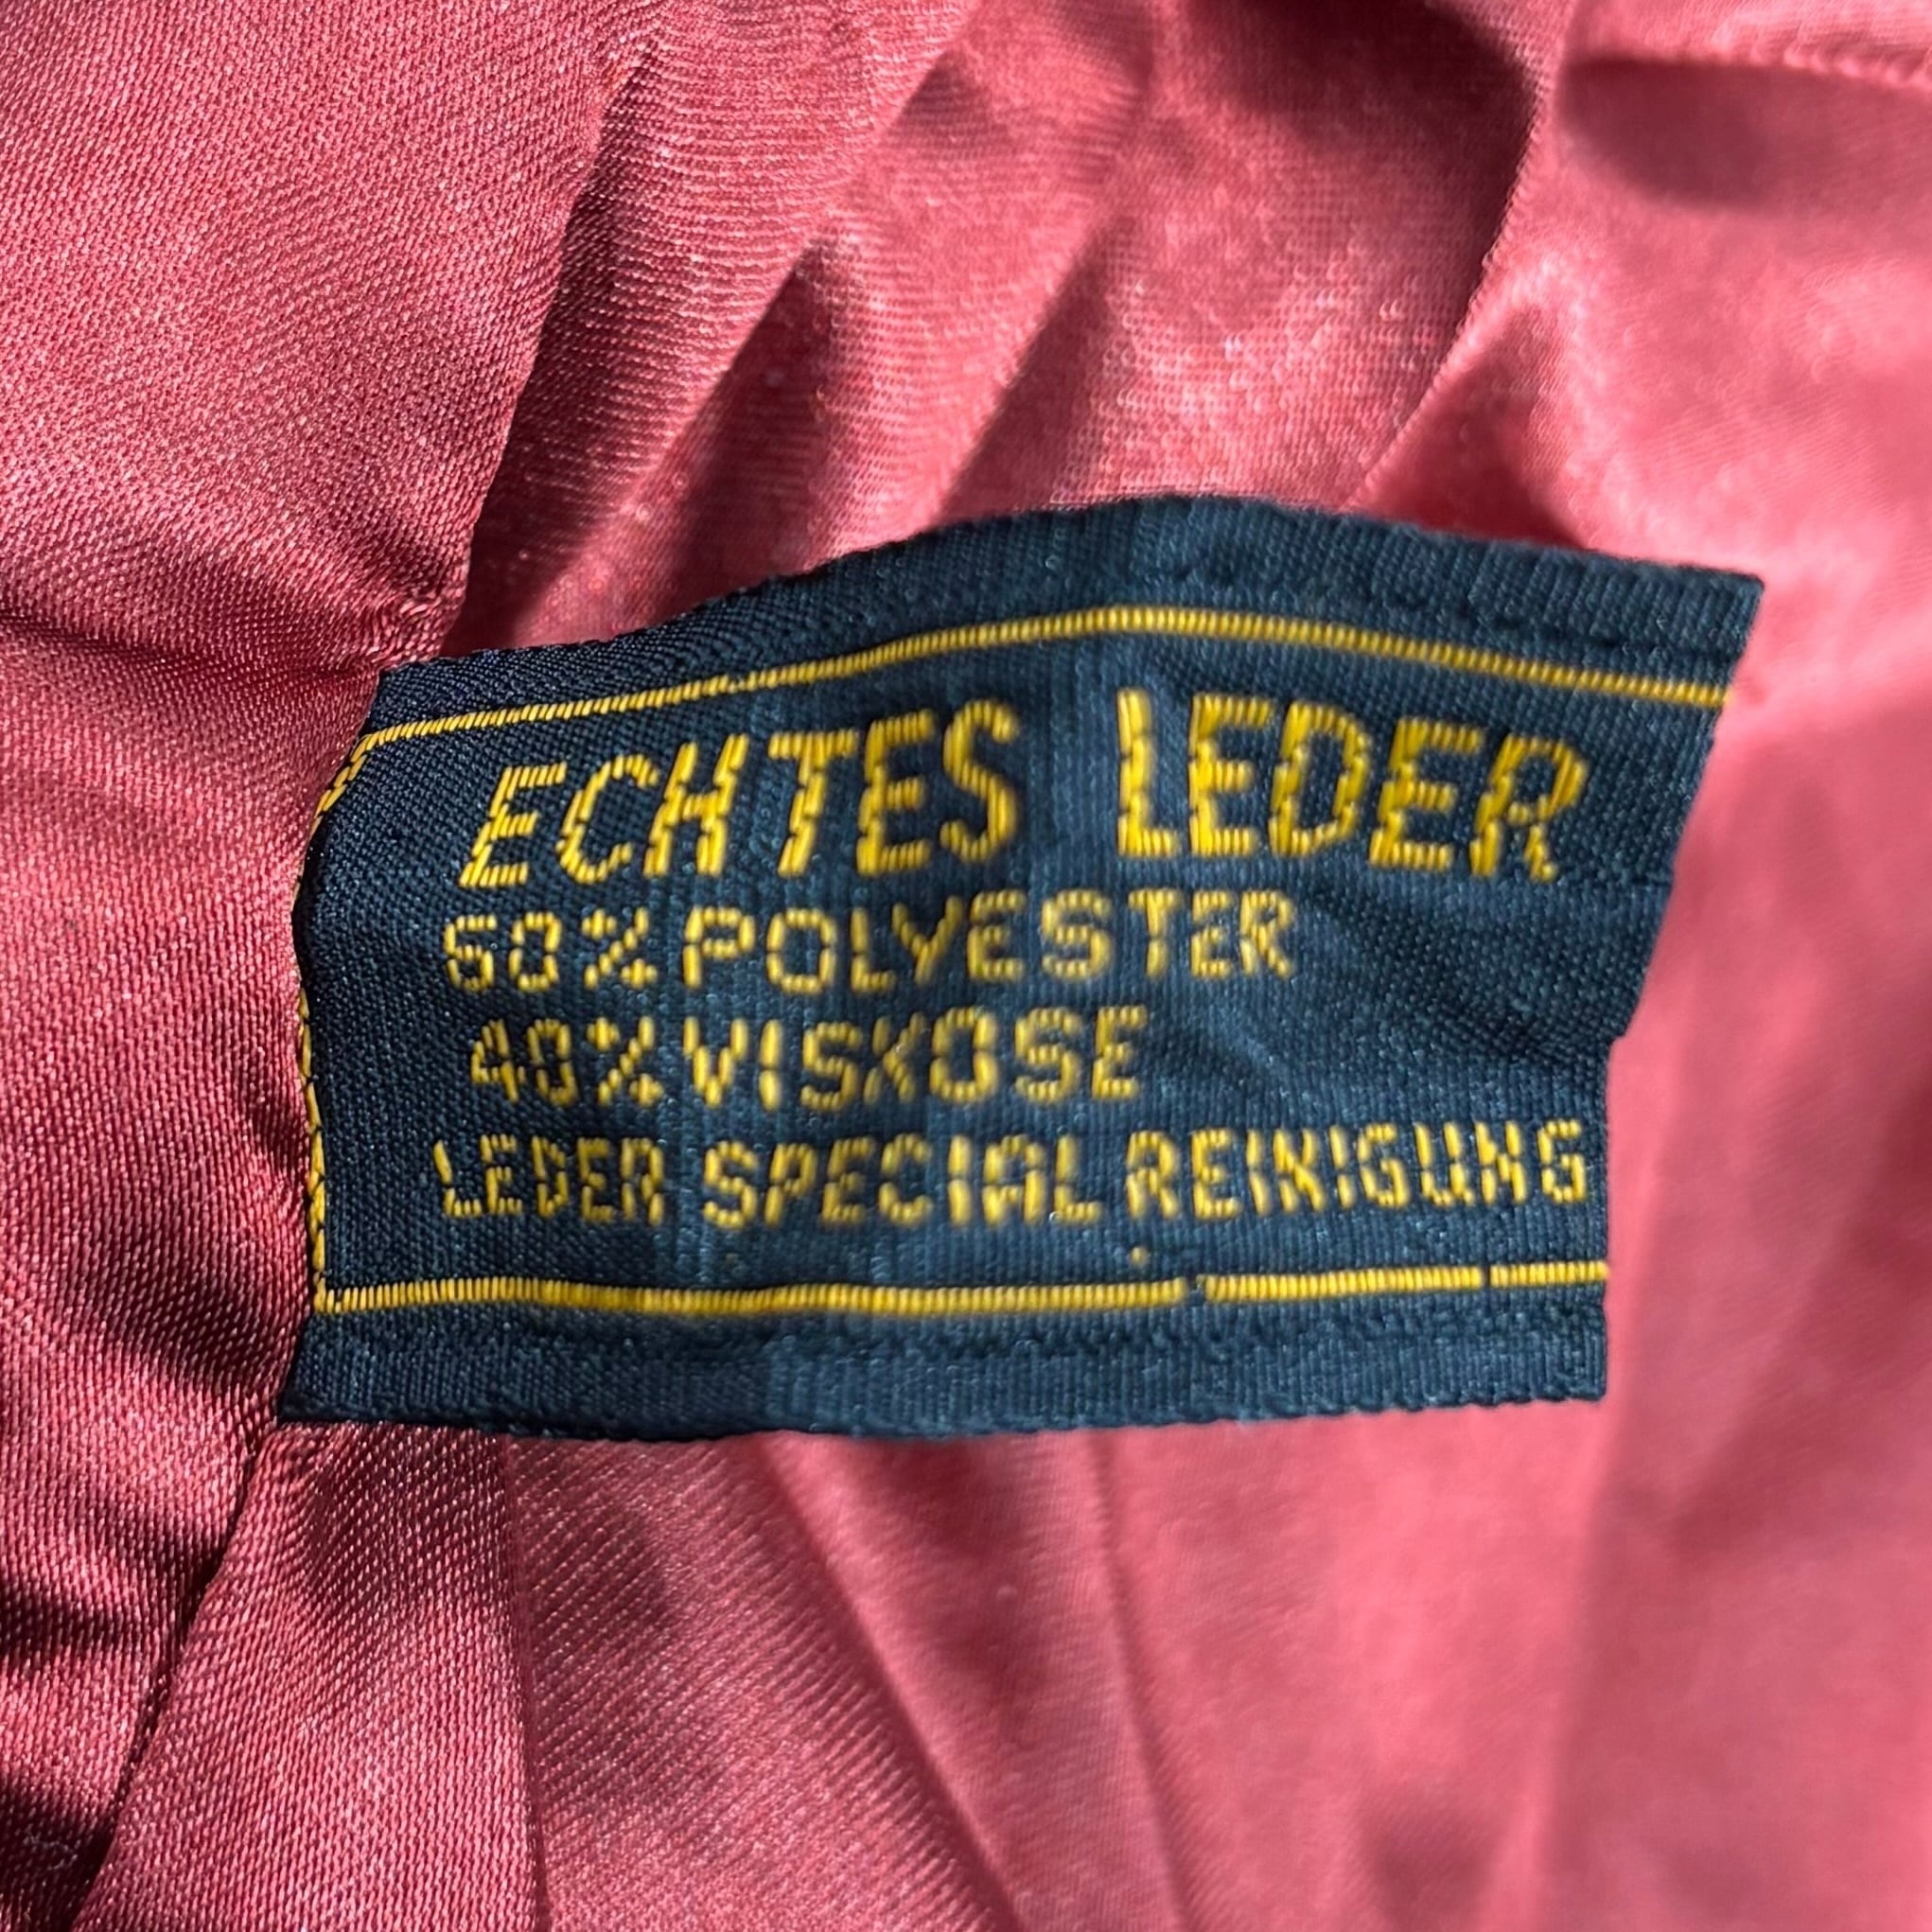 ECHTES LEDER
60% POLYESTER
40% VISKOSE
LEDER SPECIAL REINIGUNG